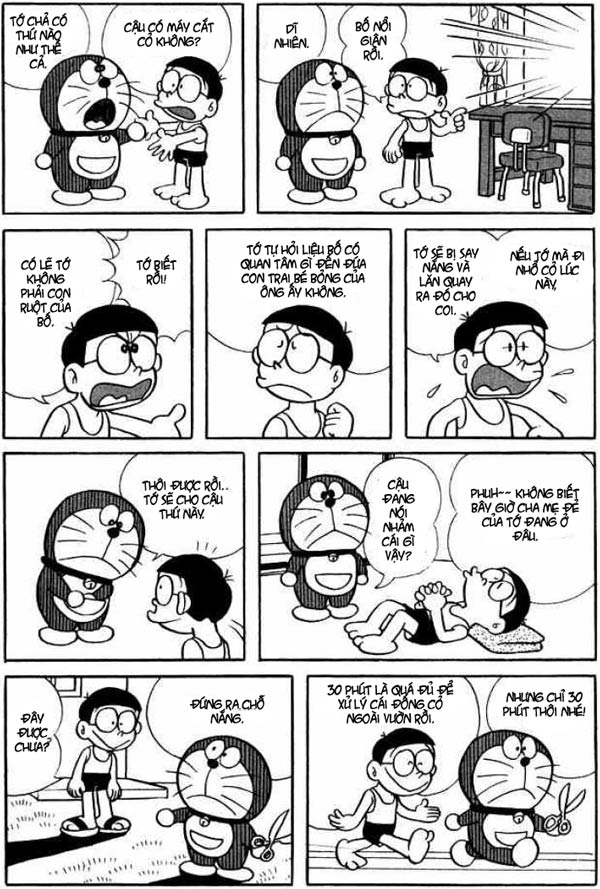 BỐ NỔI
GIẬN
RỒI.
DĨ
NHIÊN.
CẬU CÓ MÁY CẮT
CỎ KHÔNG?
TỚ CHẢ CÓ
THỨ NÀO
NHƯ THẾ
CẢ.
NẾU TỚ MÀ ĐI
NHỔ CỎ LÚC
NÀY,
TỚ SẼ BỊ SAY
NẮNG VÀ
LĂN QUAY
RA ĐÓ CHO
COI.
TỚ TỰ HỎI LIỆU BỐ CÓ
QUAN TÂM GÌ ĐẾN ĐỨA
CON TRAI BÉ BỎNG CỦA
ÔNG ẤY KHÔNG.
TỚ BIẾT
RỒI!
CÓ LẼ TỚ
KHÔNG
PHẢI CON
RUỘT CỦA
BỐ.
PHUH~~ KHÔNG BIẾT
BÂY GIỜ CHA MẸ ĐẺ
CỦA TỚ ĐANG Ở
ĐÂU.
CẬU
ĐANG
NÓI
NHẢM
CÁI GÌ
VẬY?
THÔI ĐƯỢC RỒI..
TỚ SẼ CHO CẬU
THỨ NÀY.
NHƯNG CHỈ 30
PHÚT THÔI NHÉ!
30 PHÚT LÀ QUÁ ĐỦ ĐỂ
XỬ LÝ CÁI ĐỐNG CỎ
NGOÀI VƯỜN RỒI.
ĐỨNG RA CHỖ
NẮNG.
ĐÂY
ĐƯỢC
CHƯA?